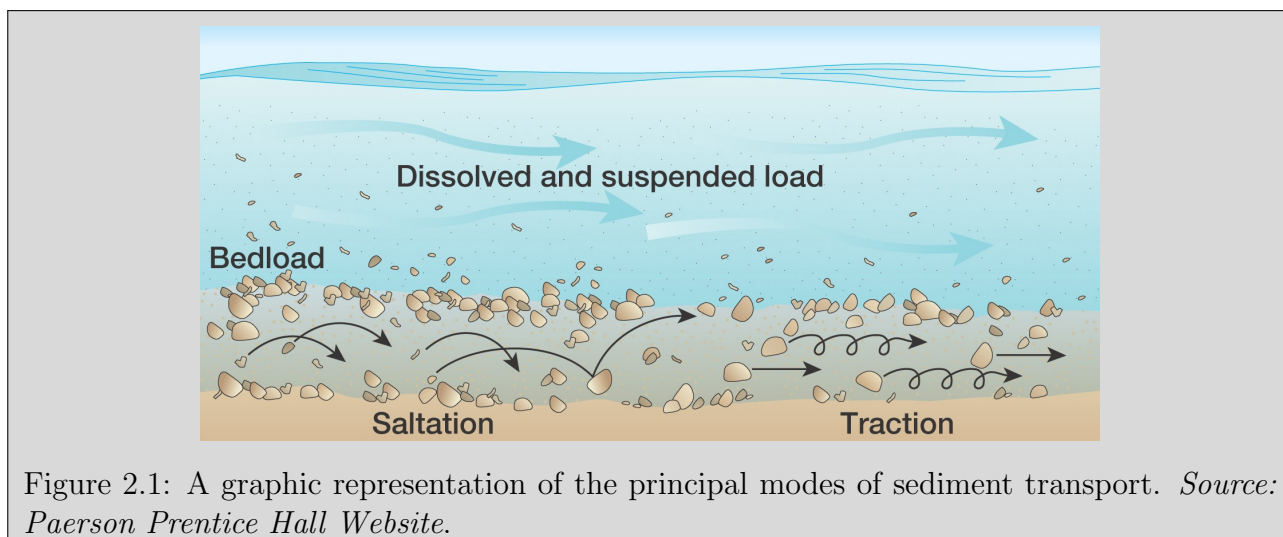 Dissolved and suspended load
Bedload
Saltation
Traction
Figure 2.1: A graphic representation of the principal modes of sediment transport. Source:
Paerson Prentice Hall Website.